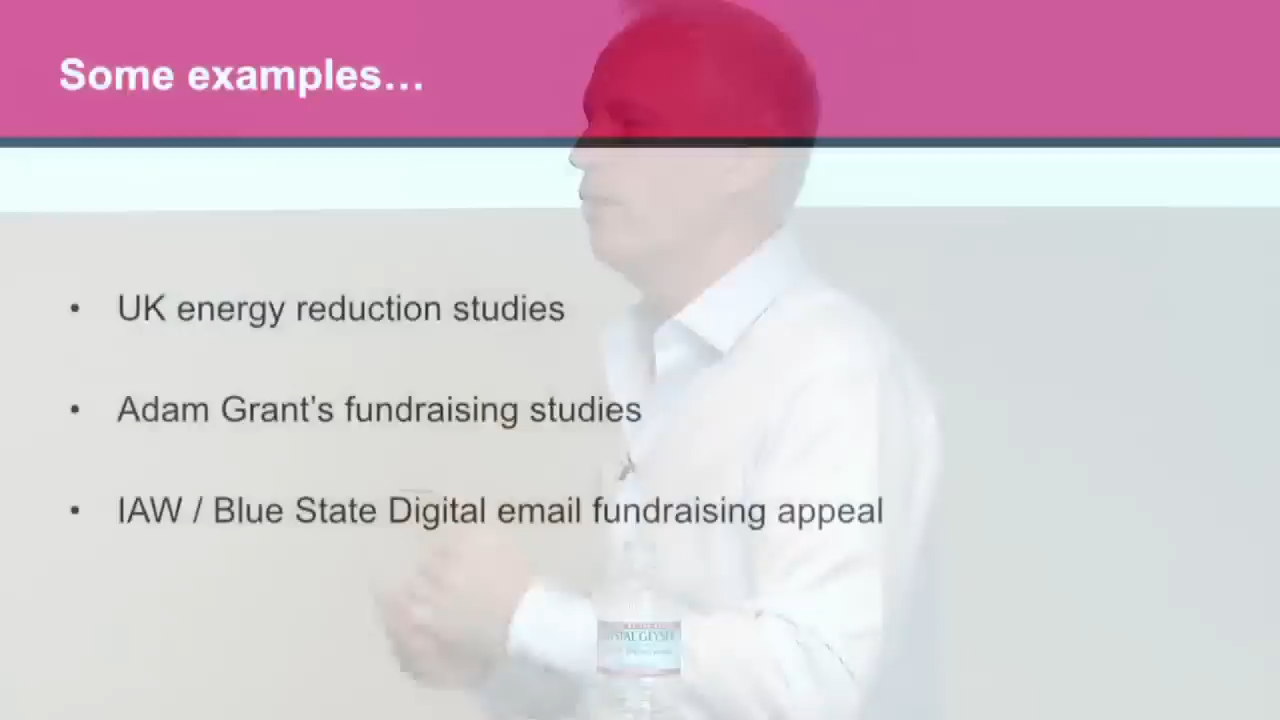 Some examples…
• UK energy reduction studies
• Adam Grant's fundraising studies
• IAW / Blue State Digital email fundraising appeal